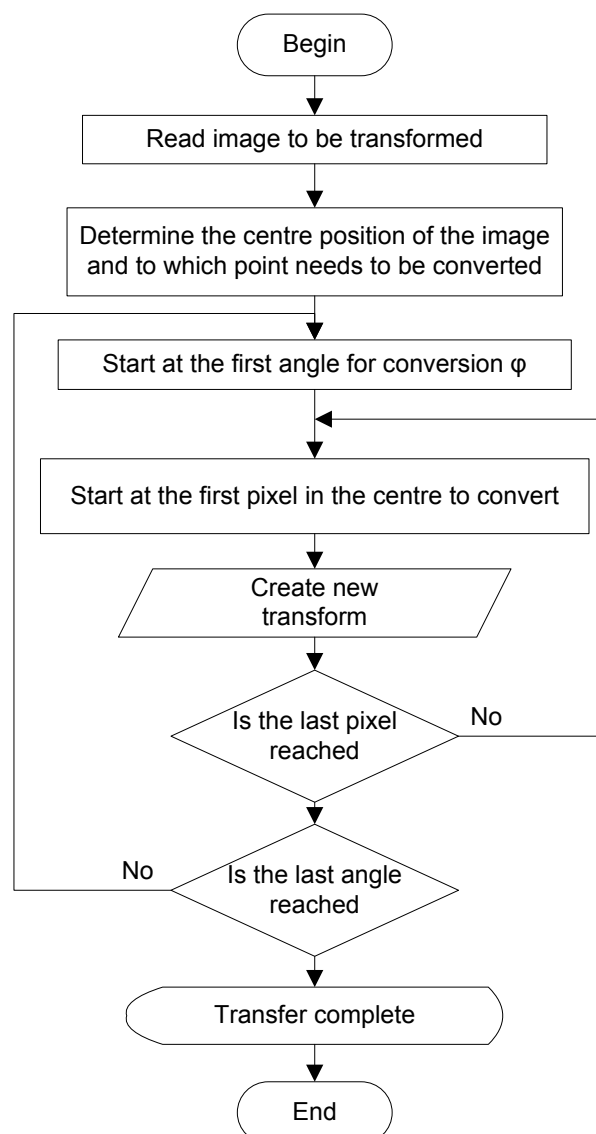 Begin
Read image to be transformed
Determine the centre position of the image
and to which point needs to be converted
Start at the first angle for conversion φ
Start at the first pixel in the centre to convert
Create new
transform
Is the last pixel
reached
No
Is the last angle
reached
No
Transfer complete
End